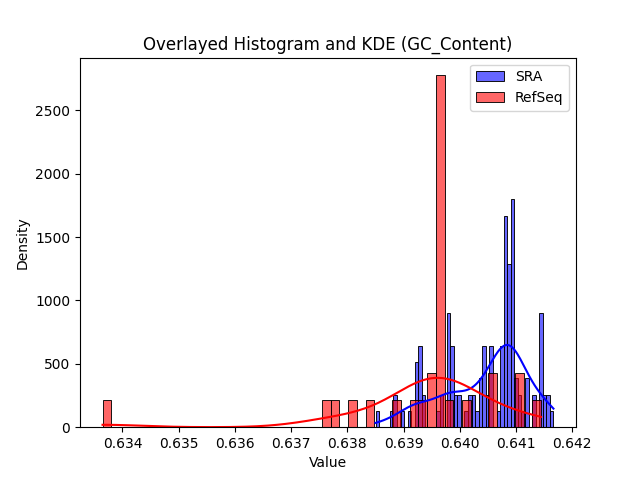 Overlayed Histogram and KDE (GC_Content)
SRA
RefSeq
2500
2000
1500
1000
500
0
Density
0.634 0.635 0.636 0.637 0.638 0.639 0.640 0.641 0.642
Value